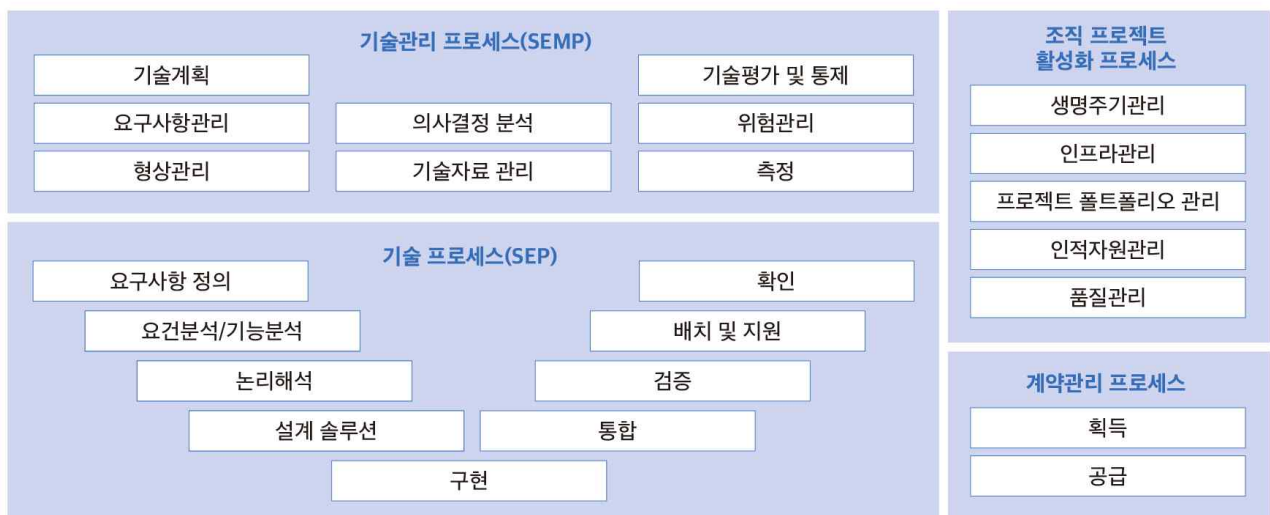 기술관리 프로세스(SEMP)
기술계획
기술평가 및 통제
요구사항관리
의사결정 분석
위험관리
형상관리
기술자료 관리
측정
기술 프로세스(SEP)
요구사항 정의
확인
요건분석/기능분석
배치 및 지원
논리해석
검증
설계 솔루션
통합
구현
조직 프로젝트
활성화 프로세스
생명주기관리
인프라관리
프로젝트 폴트폴리오 관리
인적자원관리
품질관리
계약관리 프로세스
획득
공급